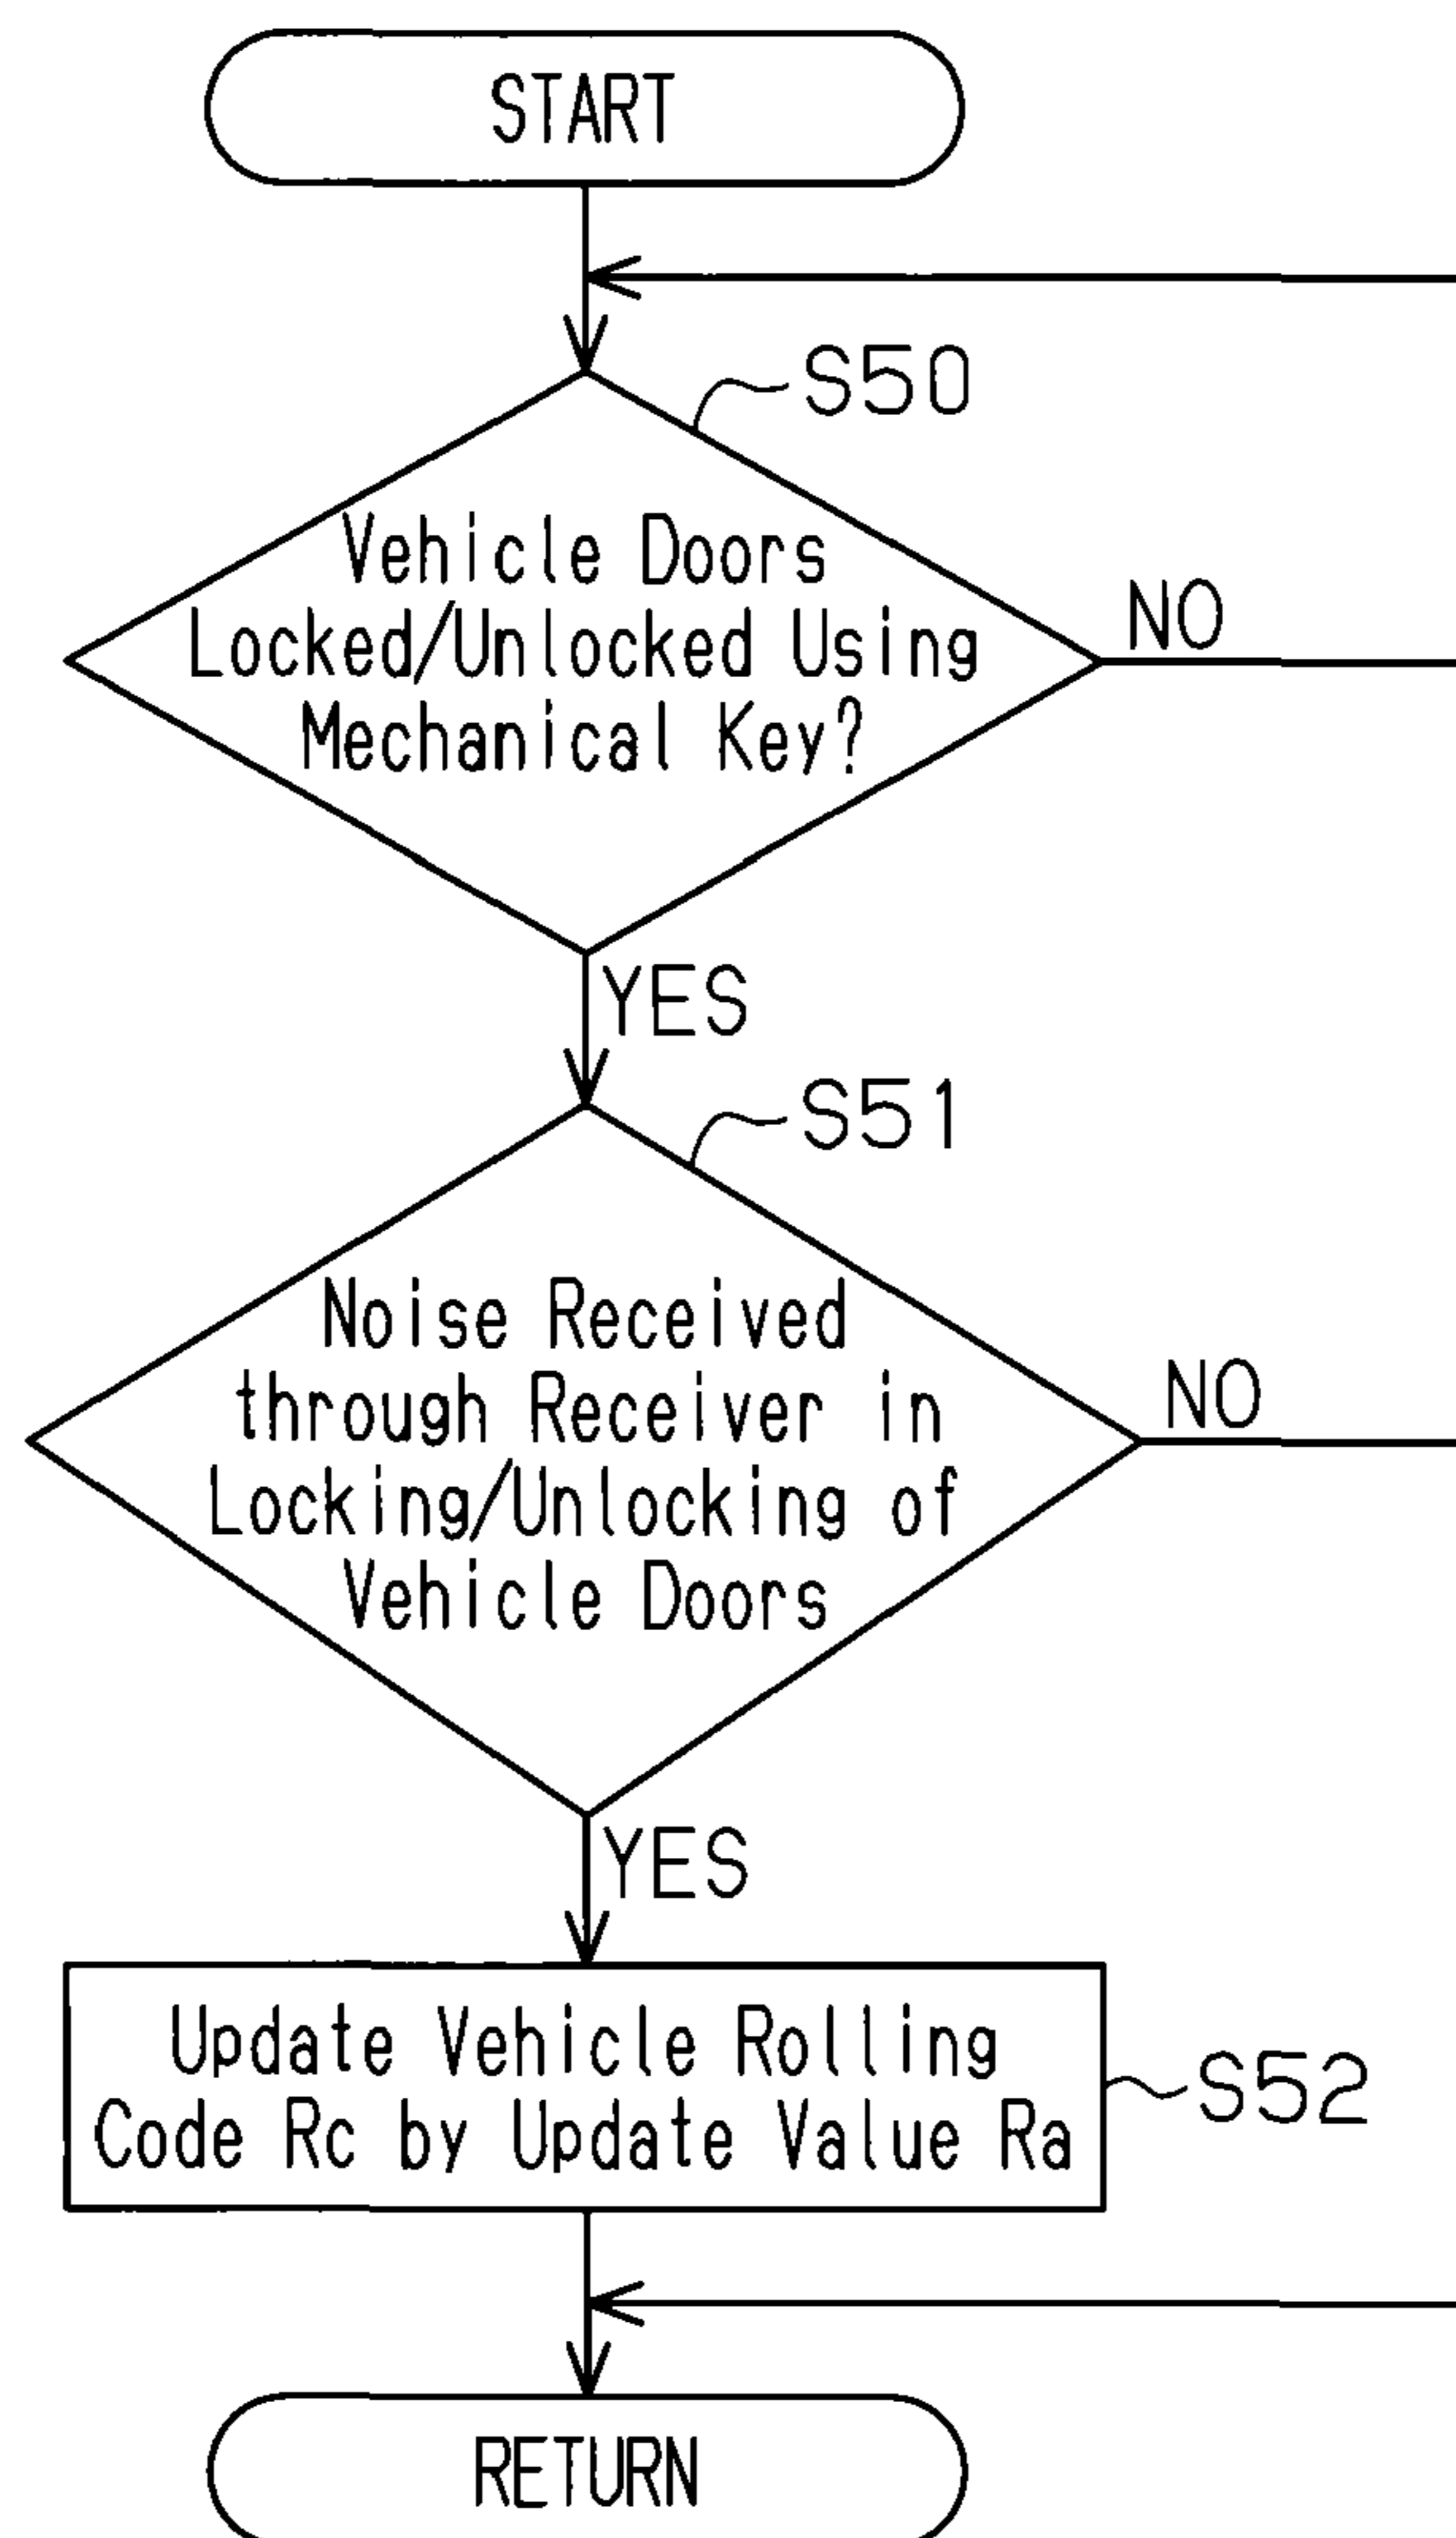 START
S50
Vehicle Doors
Locked/Unlocked Using
Mechanical Key?
NO
YES
S51
Noise Received
through Receiver in
Locking/Unlocking of
Vehicle Doors
NO
YES
Update Vehicle Rolling
Code Rc by Update Value Ra
S52
RETURN